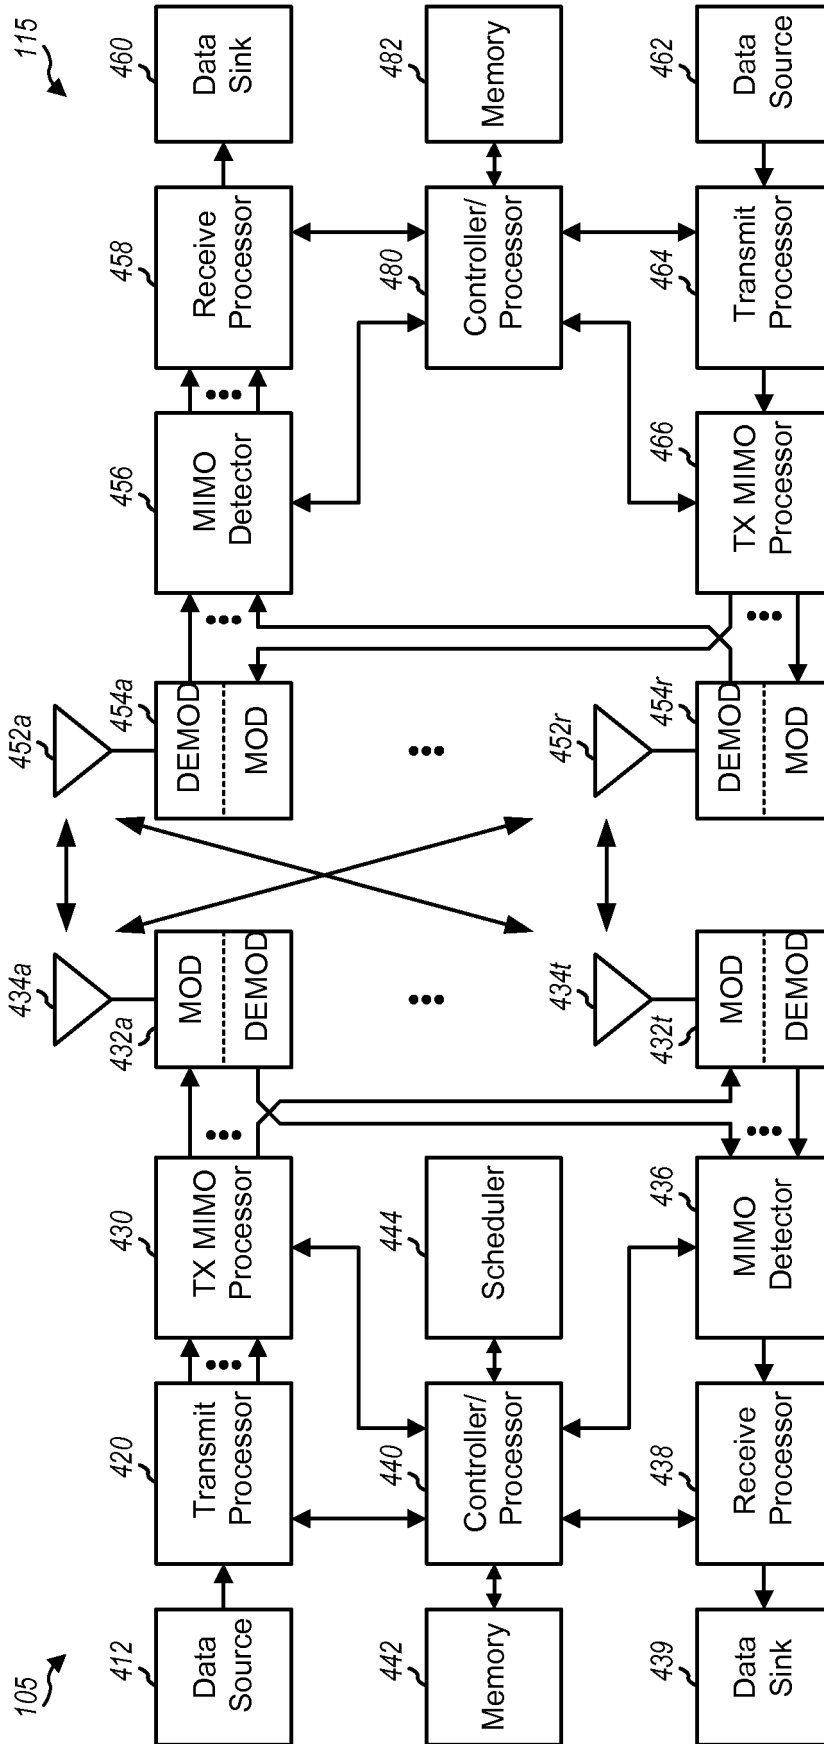 105
412
Data
Source
420
Transmit
Processor
430
TX MIMO
Processor
432a
434a
MOD
DEMOD
452a
454a
DEMOD
MOD
456
MIMO
Detector
458
Receive
Processor
460
Data
Sink
115
442
Memory
440
Controller/
Processor
444
Scheduler
480
Controller/
Processor
482
Memory
439
Data
Sink
438
Receive
Processor
436
MIMO
Detector
432t
434t
MOD
DEMOD
452r
454r
DEMOD
MOD
466
TX MIMO
Processor
464
Transmit
Processor
462
Data
Source